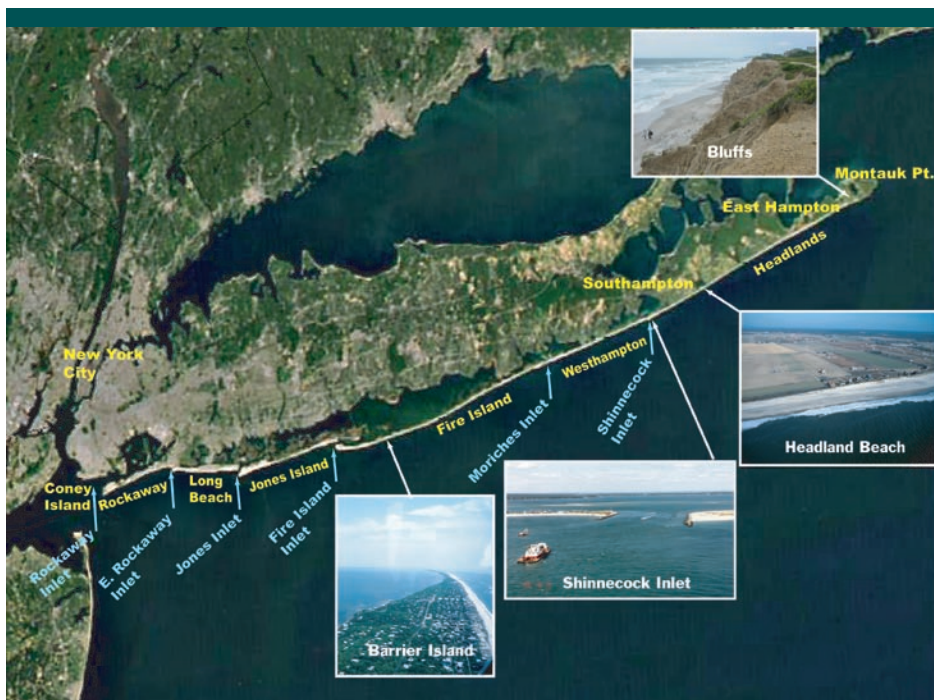 Bluffs
Montauk Pt.
East Hampton
Headlands
Southampton
New York
City
Westhampton
Shinnecock
Inlet
Moriches Inlet
Fire Island
Headland Beach
Jones Island
Long
Beach
Rockaway
Coney
Island
Rockaway
Inlet
E. Rockaway
Inlet
Jones Inlet
Fire Island
Inlet
Shinnecock Inlet
Barrier Island